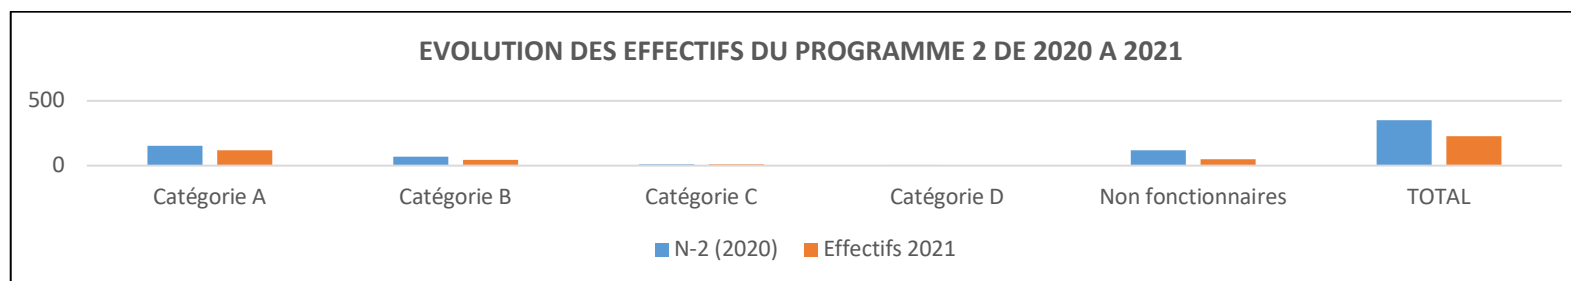 EVOLUTION DES EFFECTIFS DU PROGRAMME 2 DE 2020 A 2021
500
0
Catégorie A Catégorie B Catégorie C Catégorie D Non fonctionnaires TOTAL
N-2 (2020) Effectifs 2021